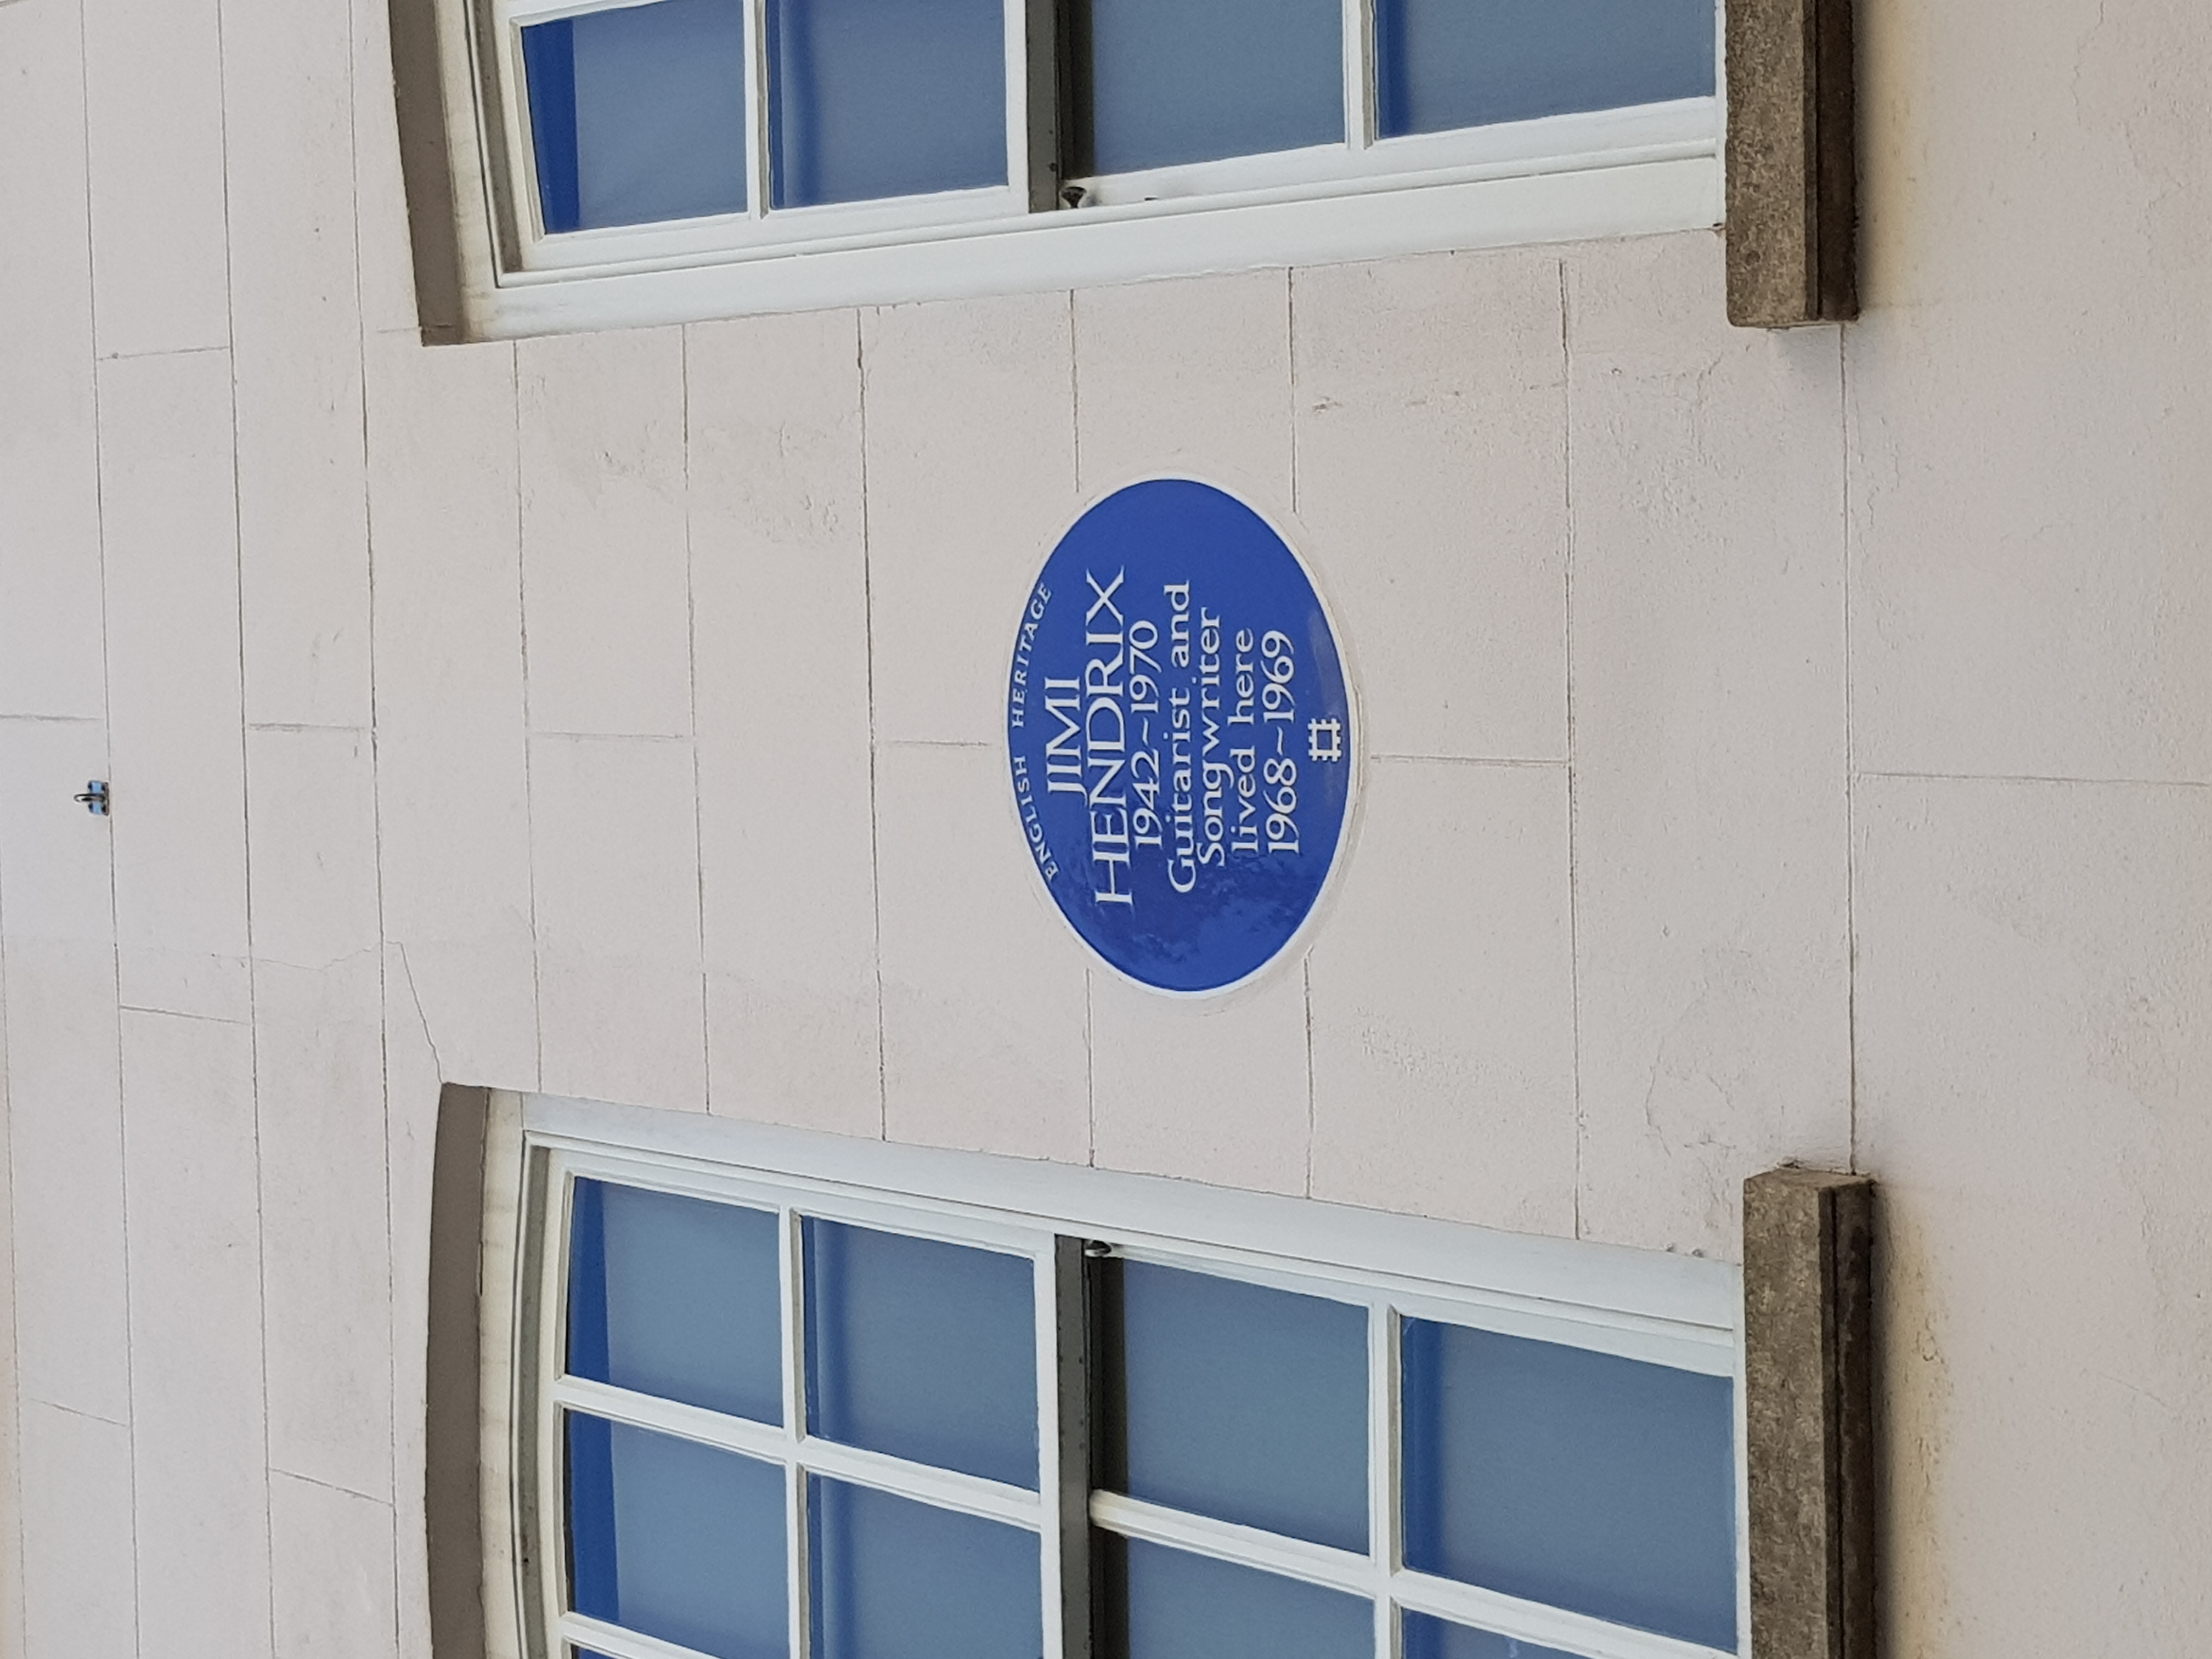 ENGLISH HERITAGE
JIMI
HENDRIX
1942~1970
Guitarist and
Songwriter
lived here
1968~1969